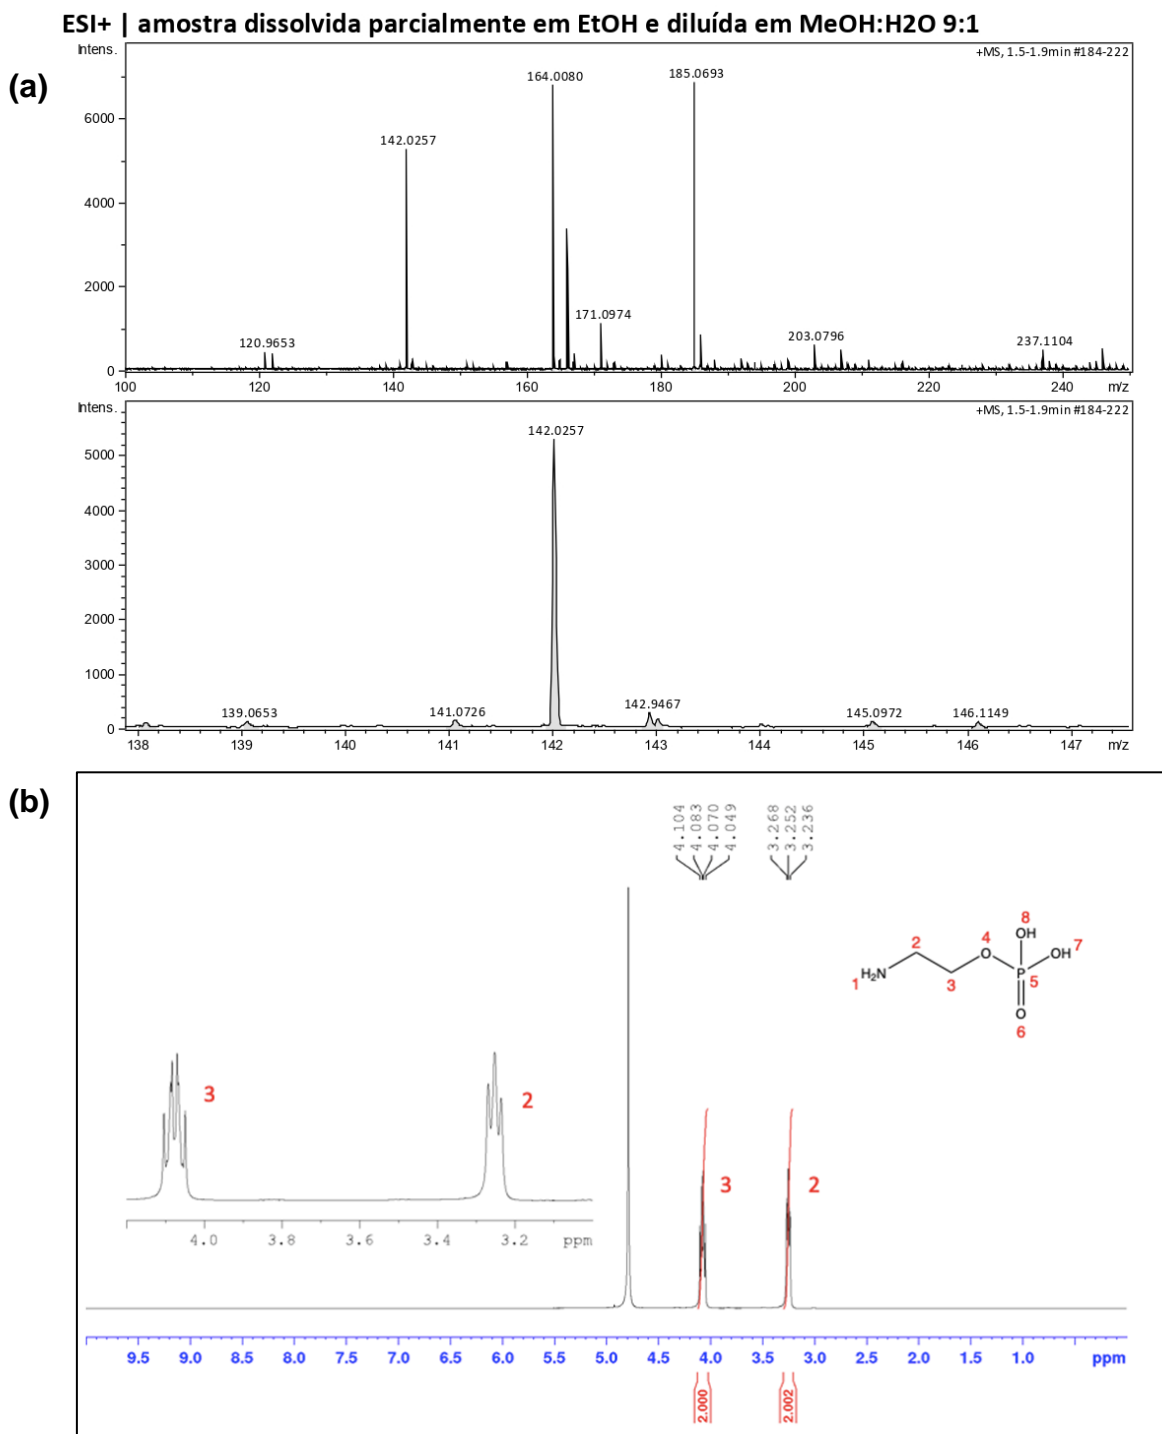 ESI+ | amostra dissolvida parcialmente em EtOH e diluída em MeOH:H2O 9:1
(a)
Intens.
+MS, 1.5-1.9min #184-222
6000
4000
2000
0
120.9653
142.0257
164.0080
171.0974
185.0693
203.0796
237.1104
100 120 140 160 180 200 220 240 m/z
Intens.
+MS, 1.5-1.9min #184-222
5000
4000
3000
2000
1000
0
139.0653
141.0726
142.0257
142.9467
145.0972
146.1149
138 139 140 141 142 143 144 145 146 147 m/z
(b)
4.104
4.083
4.070
4.049
3.268
3.252
3.236
8
OH
2 4 OH 7
1 H2N O P 5
3 O
6
3 2
4.0 3.8 3.6 3.4 3.2 ppm
3 2
9.5 9.0 8.5 8.0 7.5 7.0 6.5 6.0 5.5 5.0 4.5 4.0 3.5 3.0 2.5 2.0 1.5 1.0 ppm
2.000
2.002